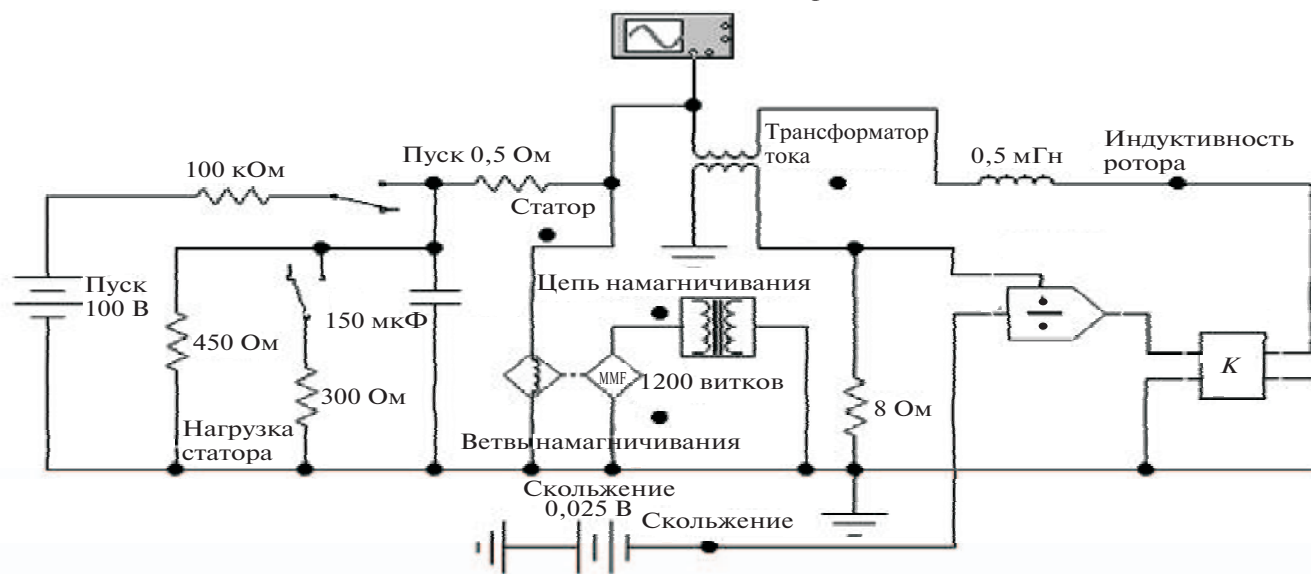 Трансформатор
тока
Индуктивность
ротора
0,5 мГн
Пуск 0,5 Ом
100 кОм
Статор
Пуск
100 В
Цепь намагничивания
150 мкФ
450 Ом
MMF
1200 витков
K
300 Ом
8 Ом
Нагрузка
статора
Ветвы намагничивания
Скольжение
0,025 В
Скольжение